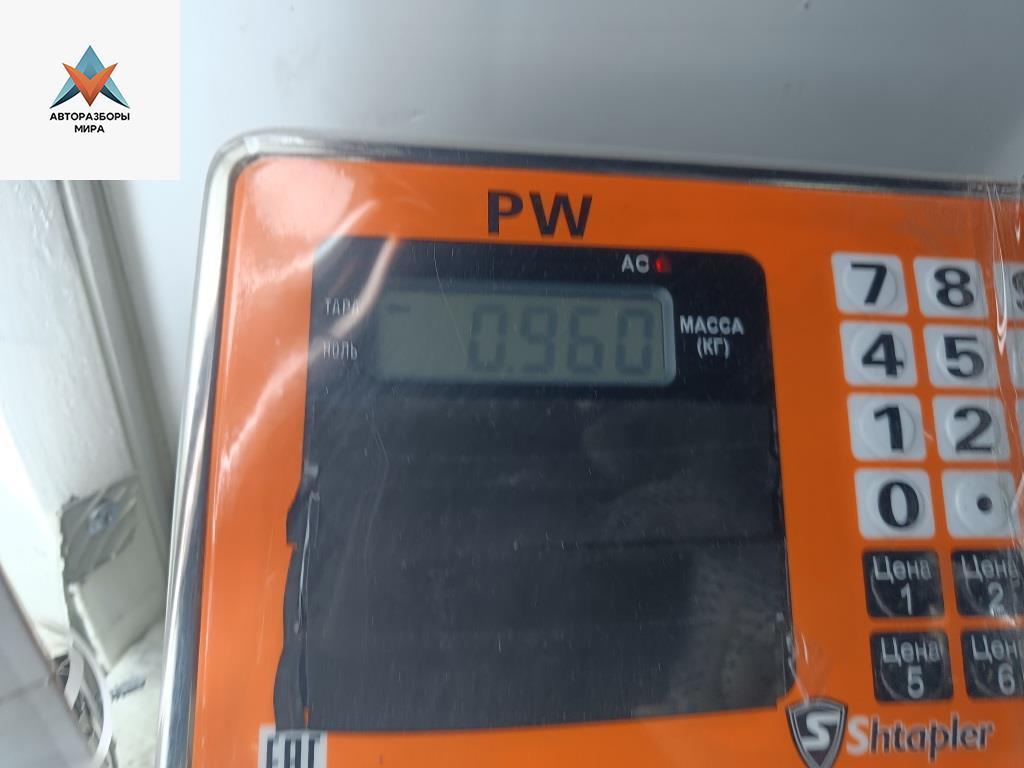 АВТОРАЗБОРЫ
МИРА
PW
AC
ТАРА
НОЛЬ
0.960
МАССА
(КГ)
7 8
4 5
1 2
0 •
Цена
1
Цена
2
Цена
5
Цена
6
S Shtapler
EAC